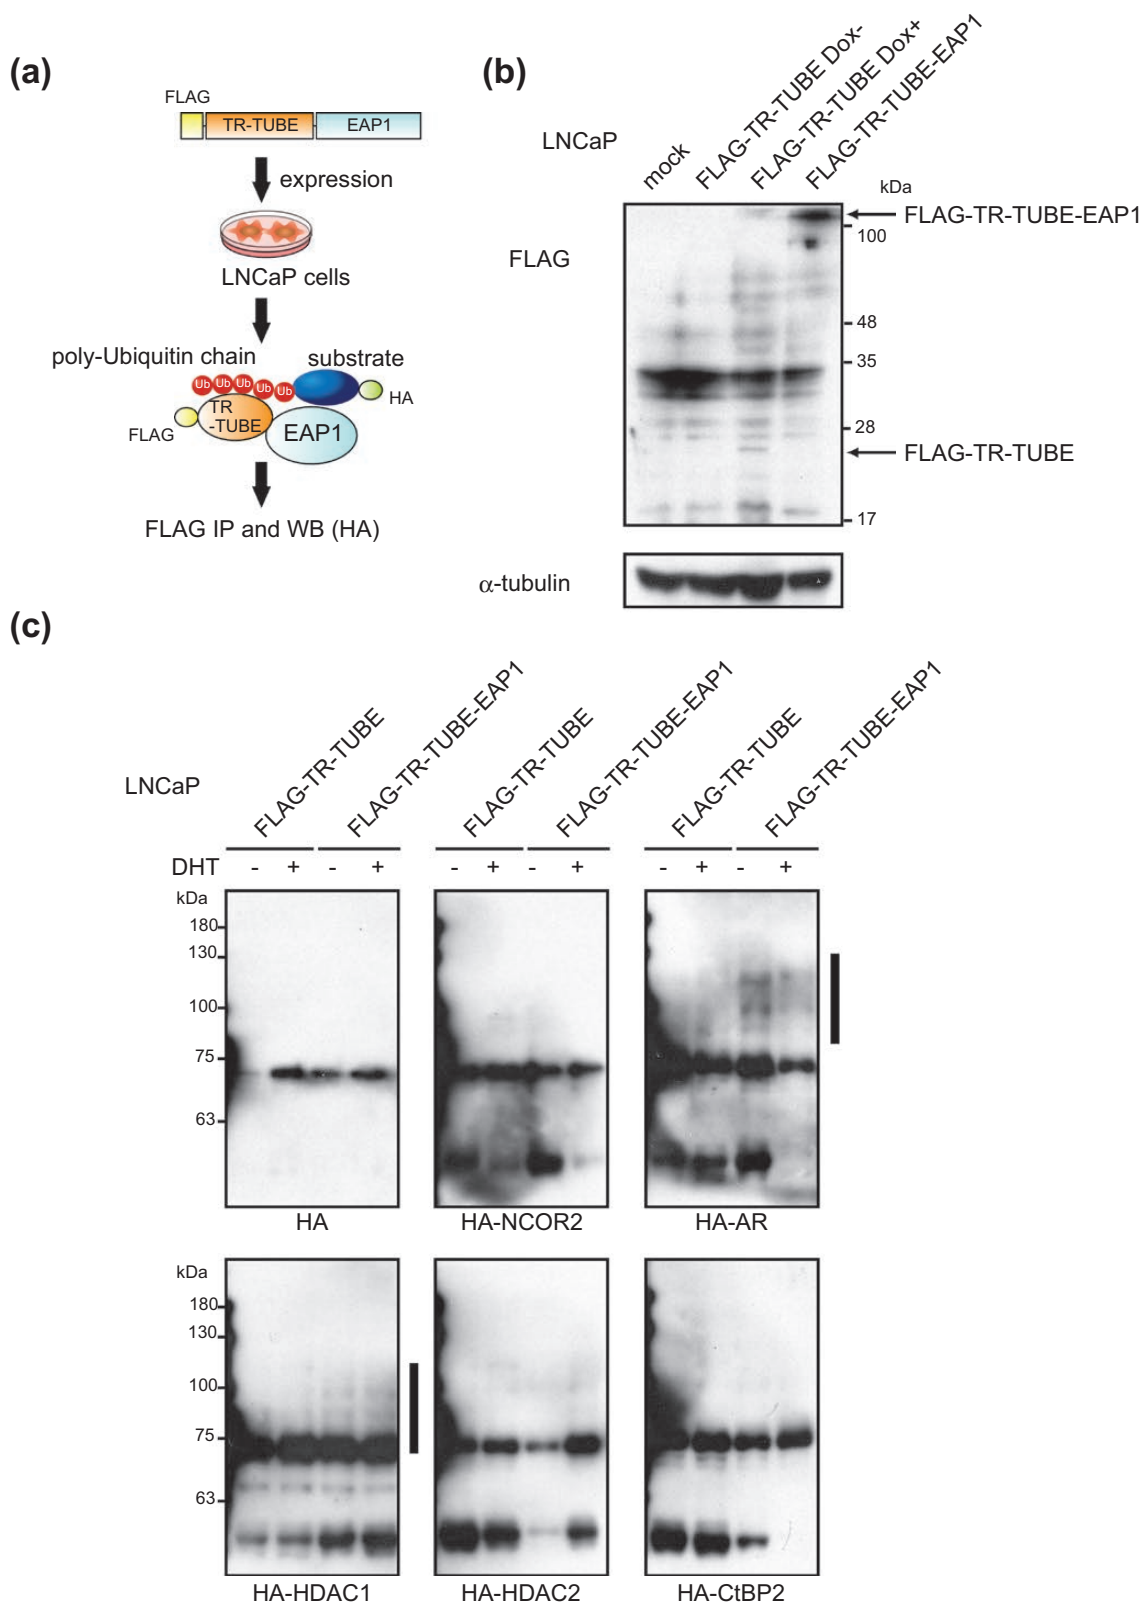 (a)
FLAG
TR-TUBE EAP1
expression
LNCaP cells
poly-Ubiquitin chain substrate
Ub Ub Ub Ub Ub
HA
TR
-TUBE
FLAG
EAP1
FLAG IP and WB (HA)
(b)
LNCaP
mock
FLAG-TR-TUBE Dox-
FLAG-TR-TUBE Dox+
FLAG-TR-TUBE-EAP1
kDa
FLAG-TR-TUBE-EAP1
100
FLAG
48
35
28
FLAG-TR-TUBE
17
α-tubulin
(c)
LNCaP
FLAG-TR-TUBE
FLAG-TR-TUBE-EAP1
FLAG-TR-TUBE
FLAG-TR-TUBE-EAP1
FLAG-TR-TUBE
FLAG-TR-TUBE-EAP1
DHT - + - + - + - + - + - +
kDa
180
130
100
75
63
HA HA-NCOR2 HA-AR
kDa
180
130
100
75
63
HA-HDAC1 HA-HDAC2 HA-CtBP2